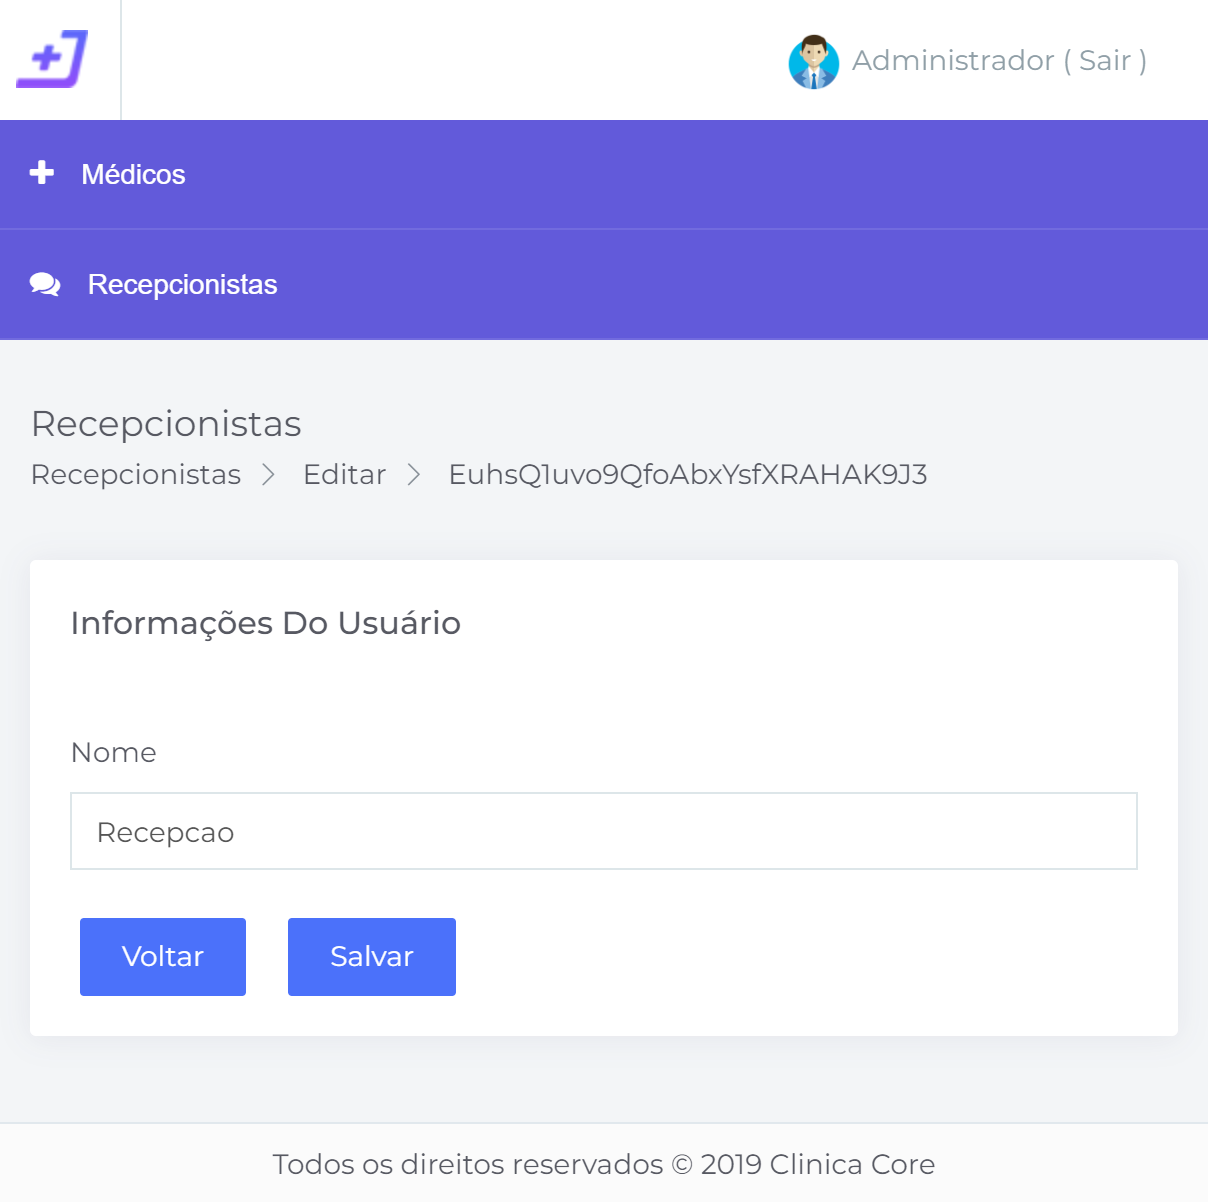 Administrador ( Sair )
Médicos
Recepcionistas
Recepcionistas
Recepcionistas > Editar > EuhsQ1uvo9QfoAbxYsfXRAHAK9J3
Informações Do Usuário
Nome
Recepcao
Voltar Salvar
Todos os direitos reservados © 2019 Clinica Core